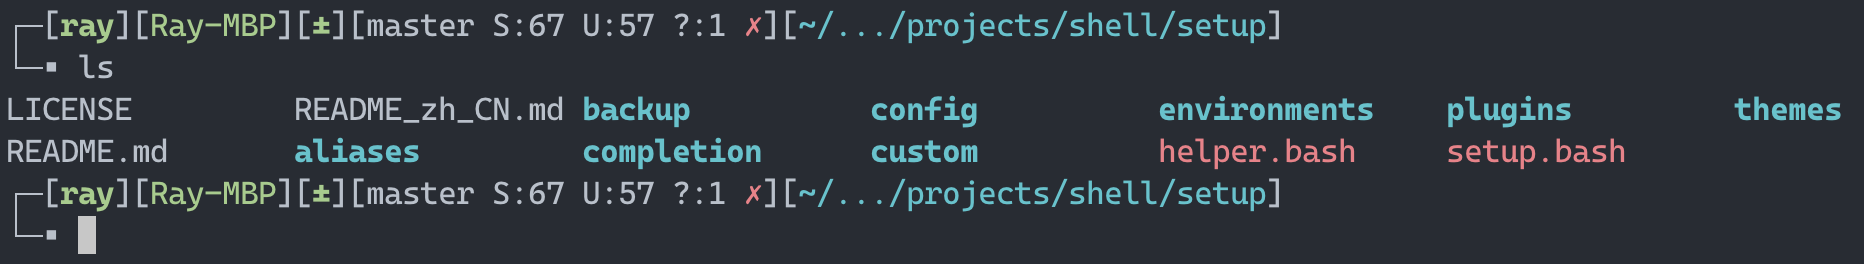 ┌─[ray][Ray-MBP][±][master S:67 U:57 ?:1 ✗][~/.../projects/shell/setup]
└─▪ ls
LICENSE         README_zh_CN.md backup          config          environments    plugins         themes
README.md       aliases         completion      custom          helper.bash     setup.bash
┌─[ray][Ray-MBP][±][master S:67 U:57 ?:1 ✗][~/.../projects/shell/setup]
└─▪